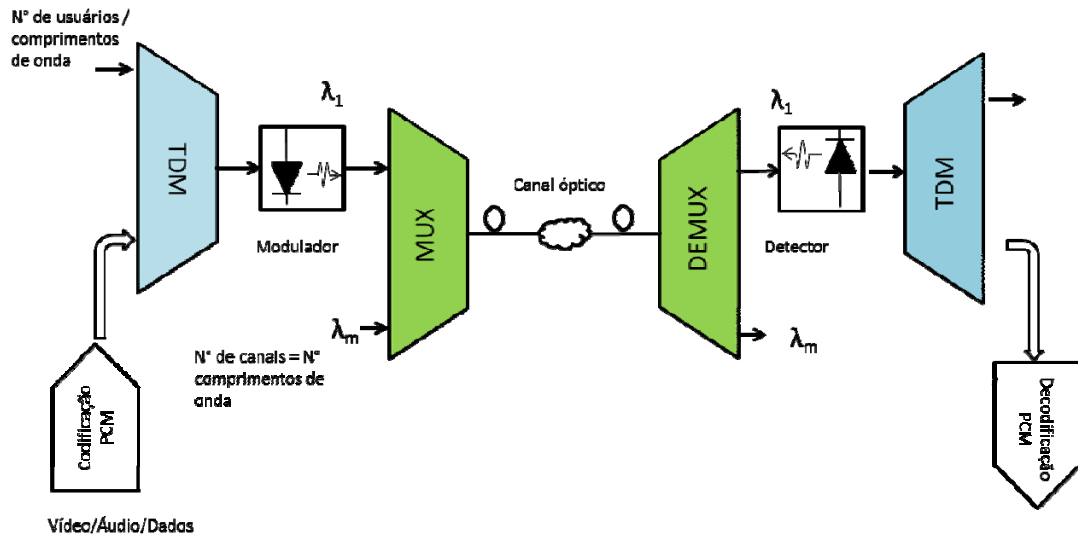 N° de usuários /
comprimentos
de onda
TDM
λ1
Modulador
MUX
λm
N° de canais = N°
comprimentos de
onda
Codificação
PCM
Vídeo/Áudio/Dados
Canal óptico
DEMUX
λ1
Detector
λm
TDM
Decodificação
PCM